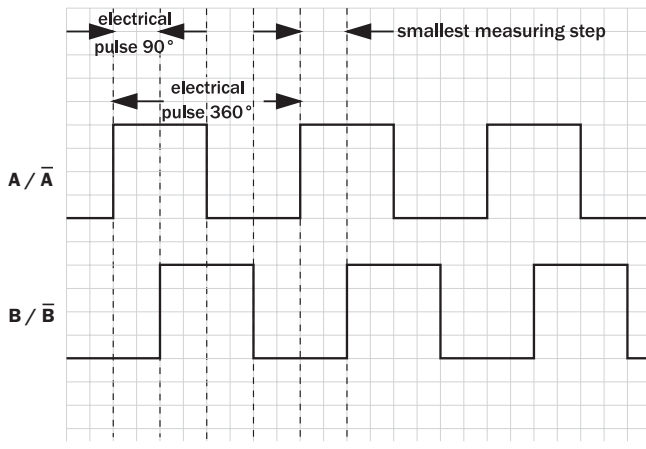 electrical
pulse 90°
smallest measuring step
electrical
pulse 360°
A / A̅
B / B̅